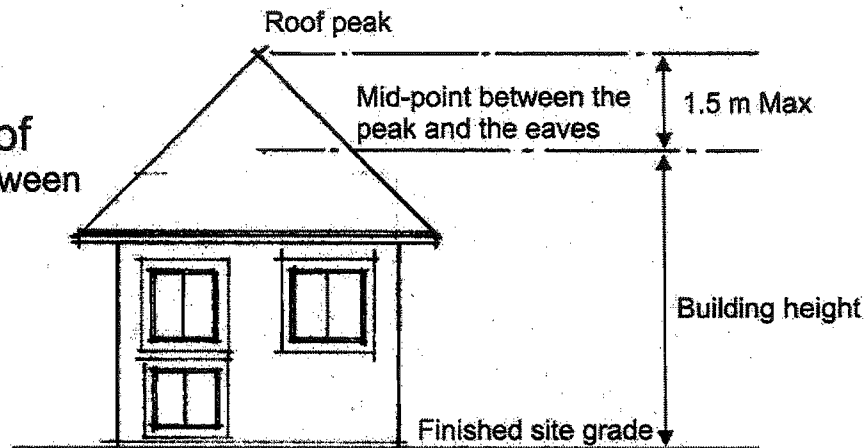 Roof peak
Mid-point between the
peak and the eaves
1.5 m Max
of
ween
Building height
Finished site grade